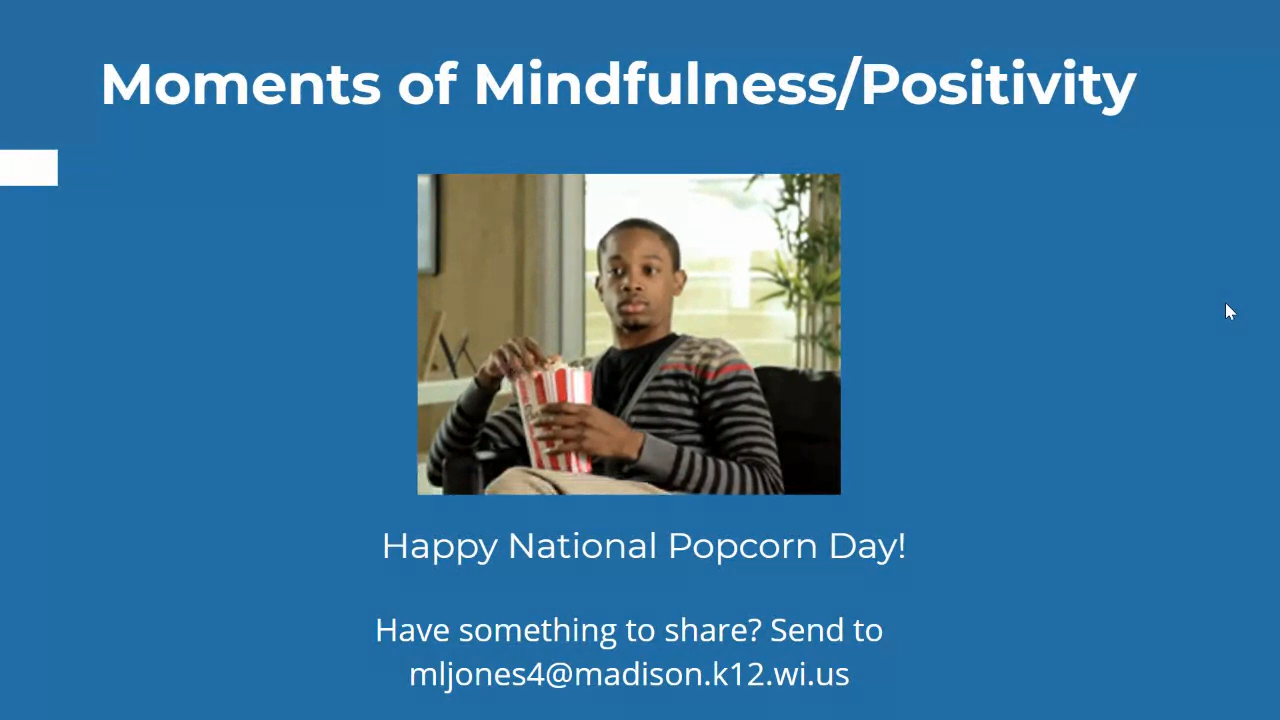 Moments of Mindfulness/Positivity
Happy National Popcorn Day!
Have something to share? Send to
mljones4@madison.k12.wi.us